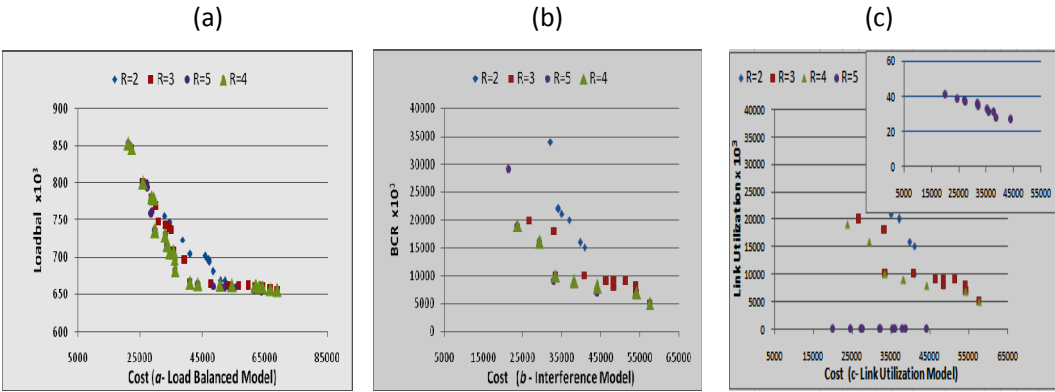 (a)
(b)
(c)
R=2 R=3 R=5 R=4
Loadbal x10³
900
850
800
750
700
650
600
5000 25000 45000 65000 85000
Cost (a- Load Balanced Model)
R=2 R=3 R=5 R=4
BCR x10³
40000
35000
30000
25000
20000
15000
10000
5000
0
5000 15000 25000 35000 45000 55000 65000
Cost (b - Interference Model)
R=2 R=3 R=4 R=5
Link Utilization x 10³
40000
35000
30000
25000
20000
15000
10000
5000
0
5000 15000 25000 35000 45000 55000 65000
Cost (c- Link Utilization Model)
60
40
20
0
5000 15000 25000 35000 45000 55000